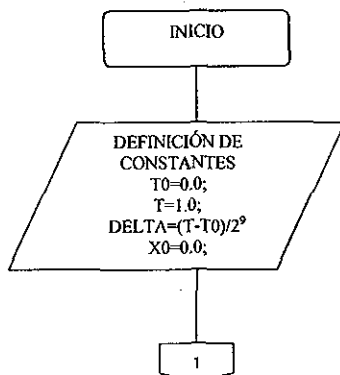 INICIO
DEFINICIÓN DE
CONSTANTES
T0=0.0;
T=1.0;
DELTA=(T-T0)/2⁹
X0=0.0;
1